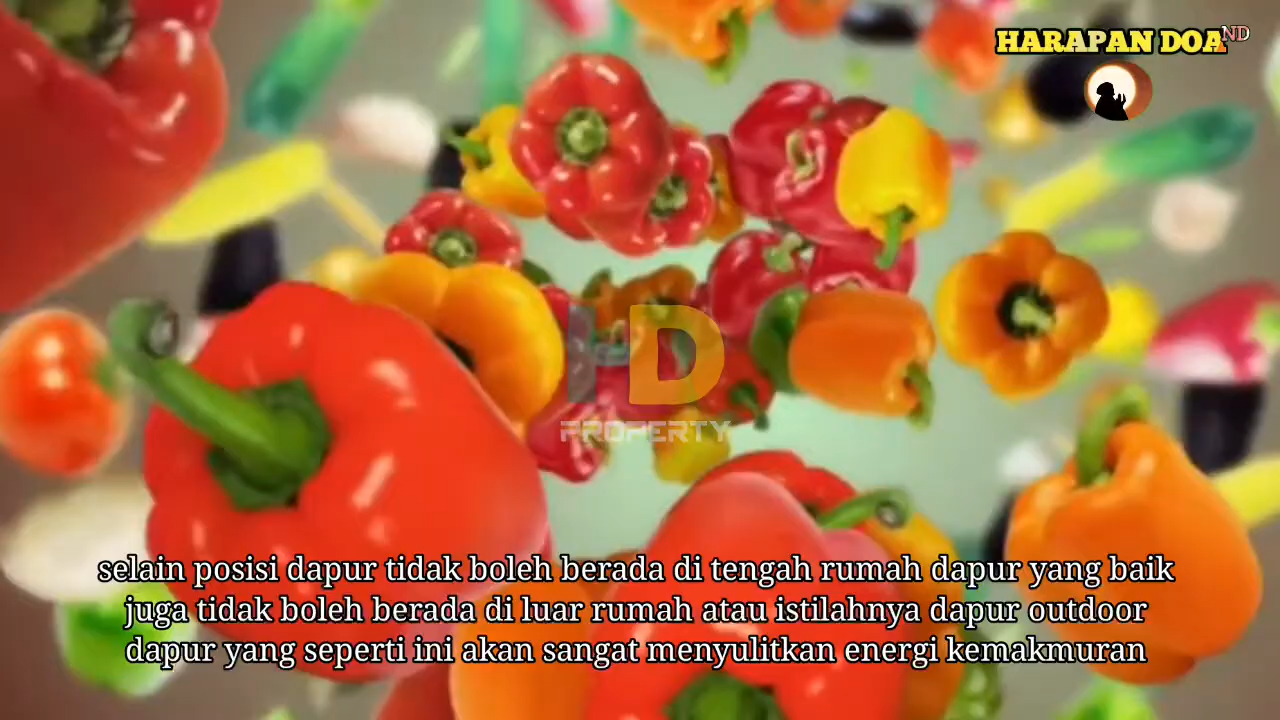 HARAPAN DOA ND
HD
PROPERTY
selain posisi dapur tidak boleh berada di tengah rumah dapur yang baik
juga tidak boleh berada di luar rumah atau istilahnya dapur outdoor
dapur yang seperti ini akan sangat menyulitkan energi kemakmuran